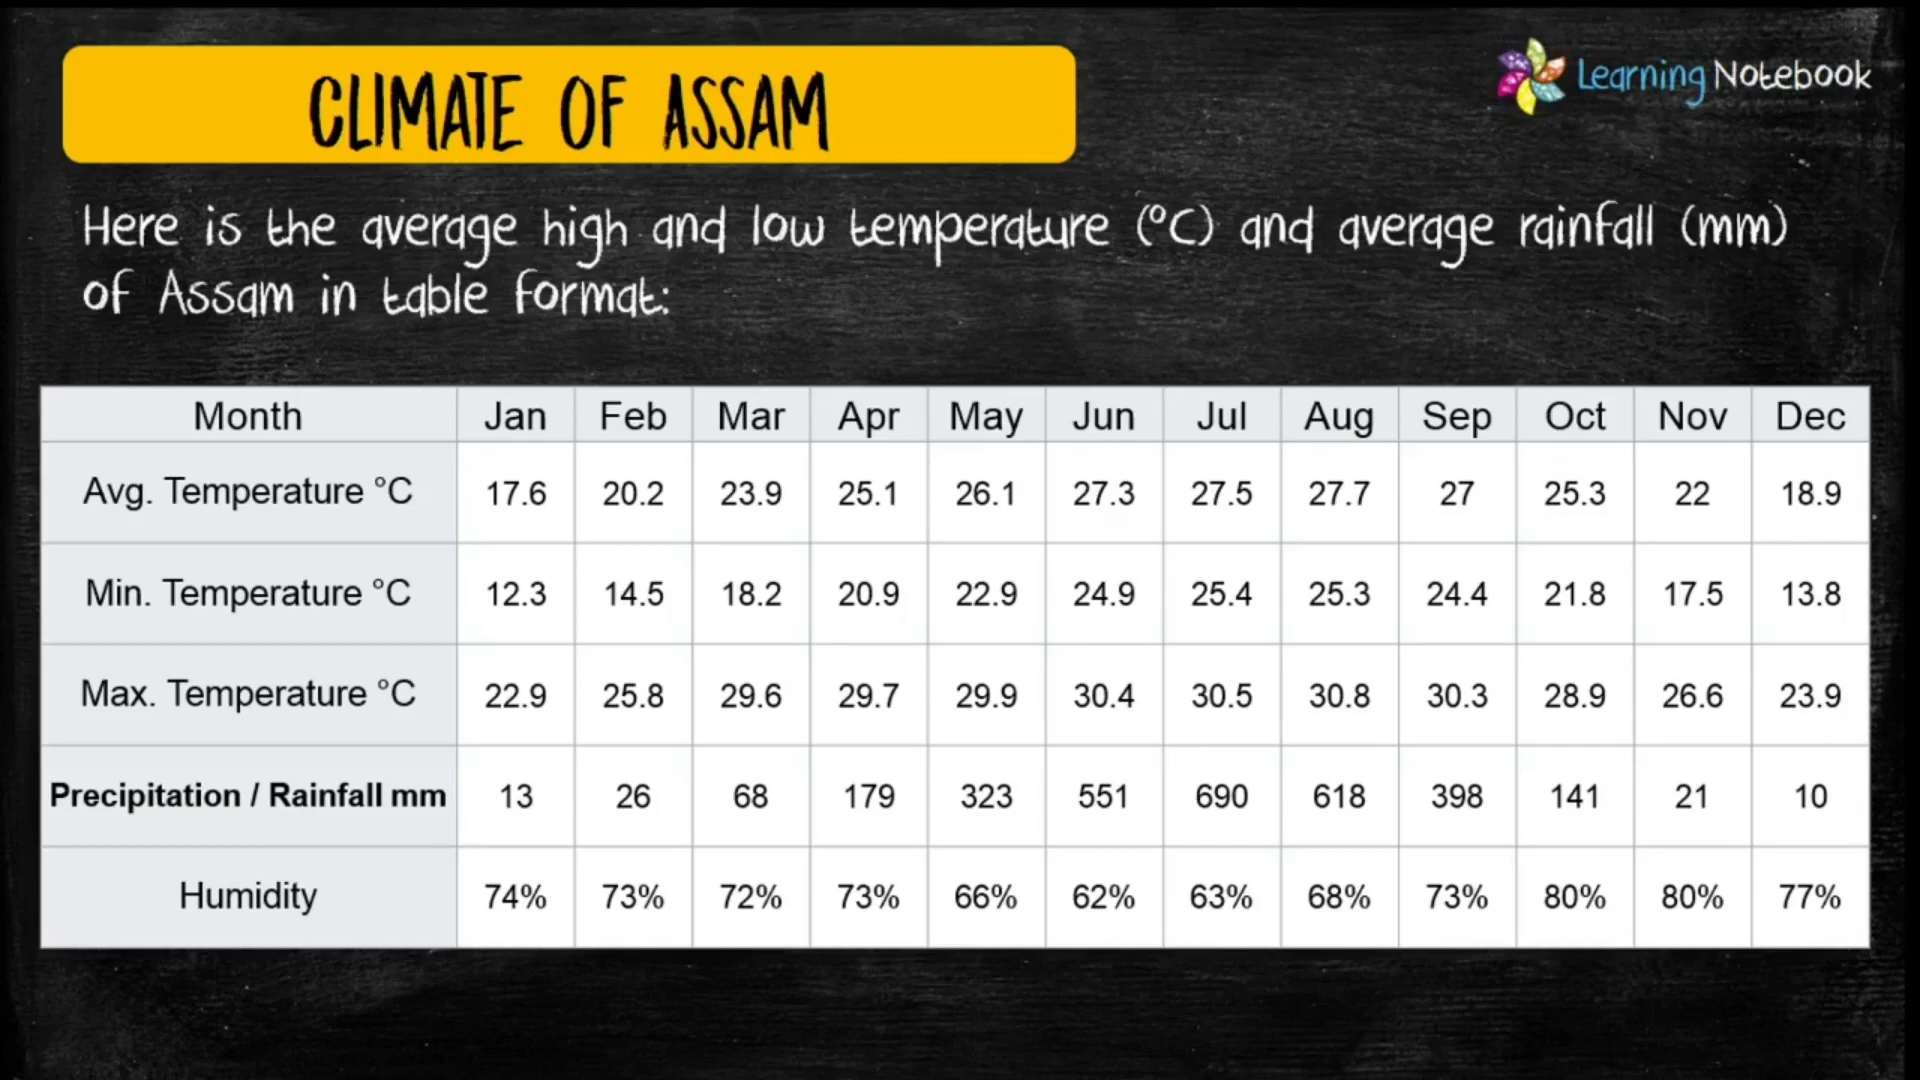 CLIMATE OF ASSAM
Learning Notebook
Here is the average high and low temperature (°C) and average rainfall (mm)
of Assam in table format:
Month Jan Feb Mar Apr May Jun Jul Aug Sep Oct Nov Dec
Avg. Temperature °C 17.6 20.2 23.9 25.1 26.1 27.3 27.5 27.7 27 25.3 22 18.9
Min. Temperature °C 12.3 14.5 18.2 20.9 22.9 24.9 25.4 25.3 24.4 21.8 17.5 13.8
Max. Temperature °C 22.9 25.8 29.6 29.7 29.9 30.4 30.5 30.8 30.3 28.9 26.6 23.9
Precipitation / Rainfall mm 13 26 68 179 323 551 690 618 398 141 21 10
Humidity 74% 73% 72% 73% 66% 62% 63% 68% 73% 80% 80% 77%